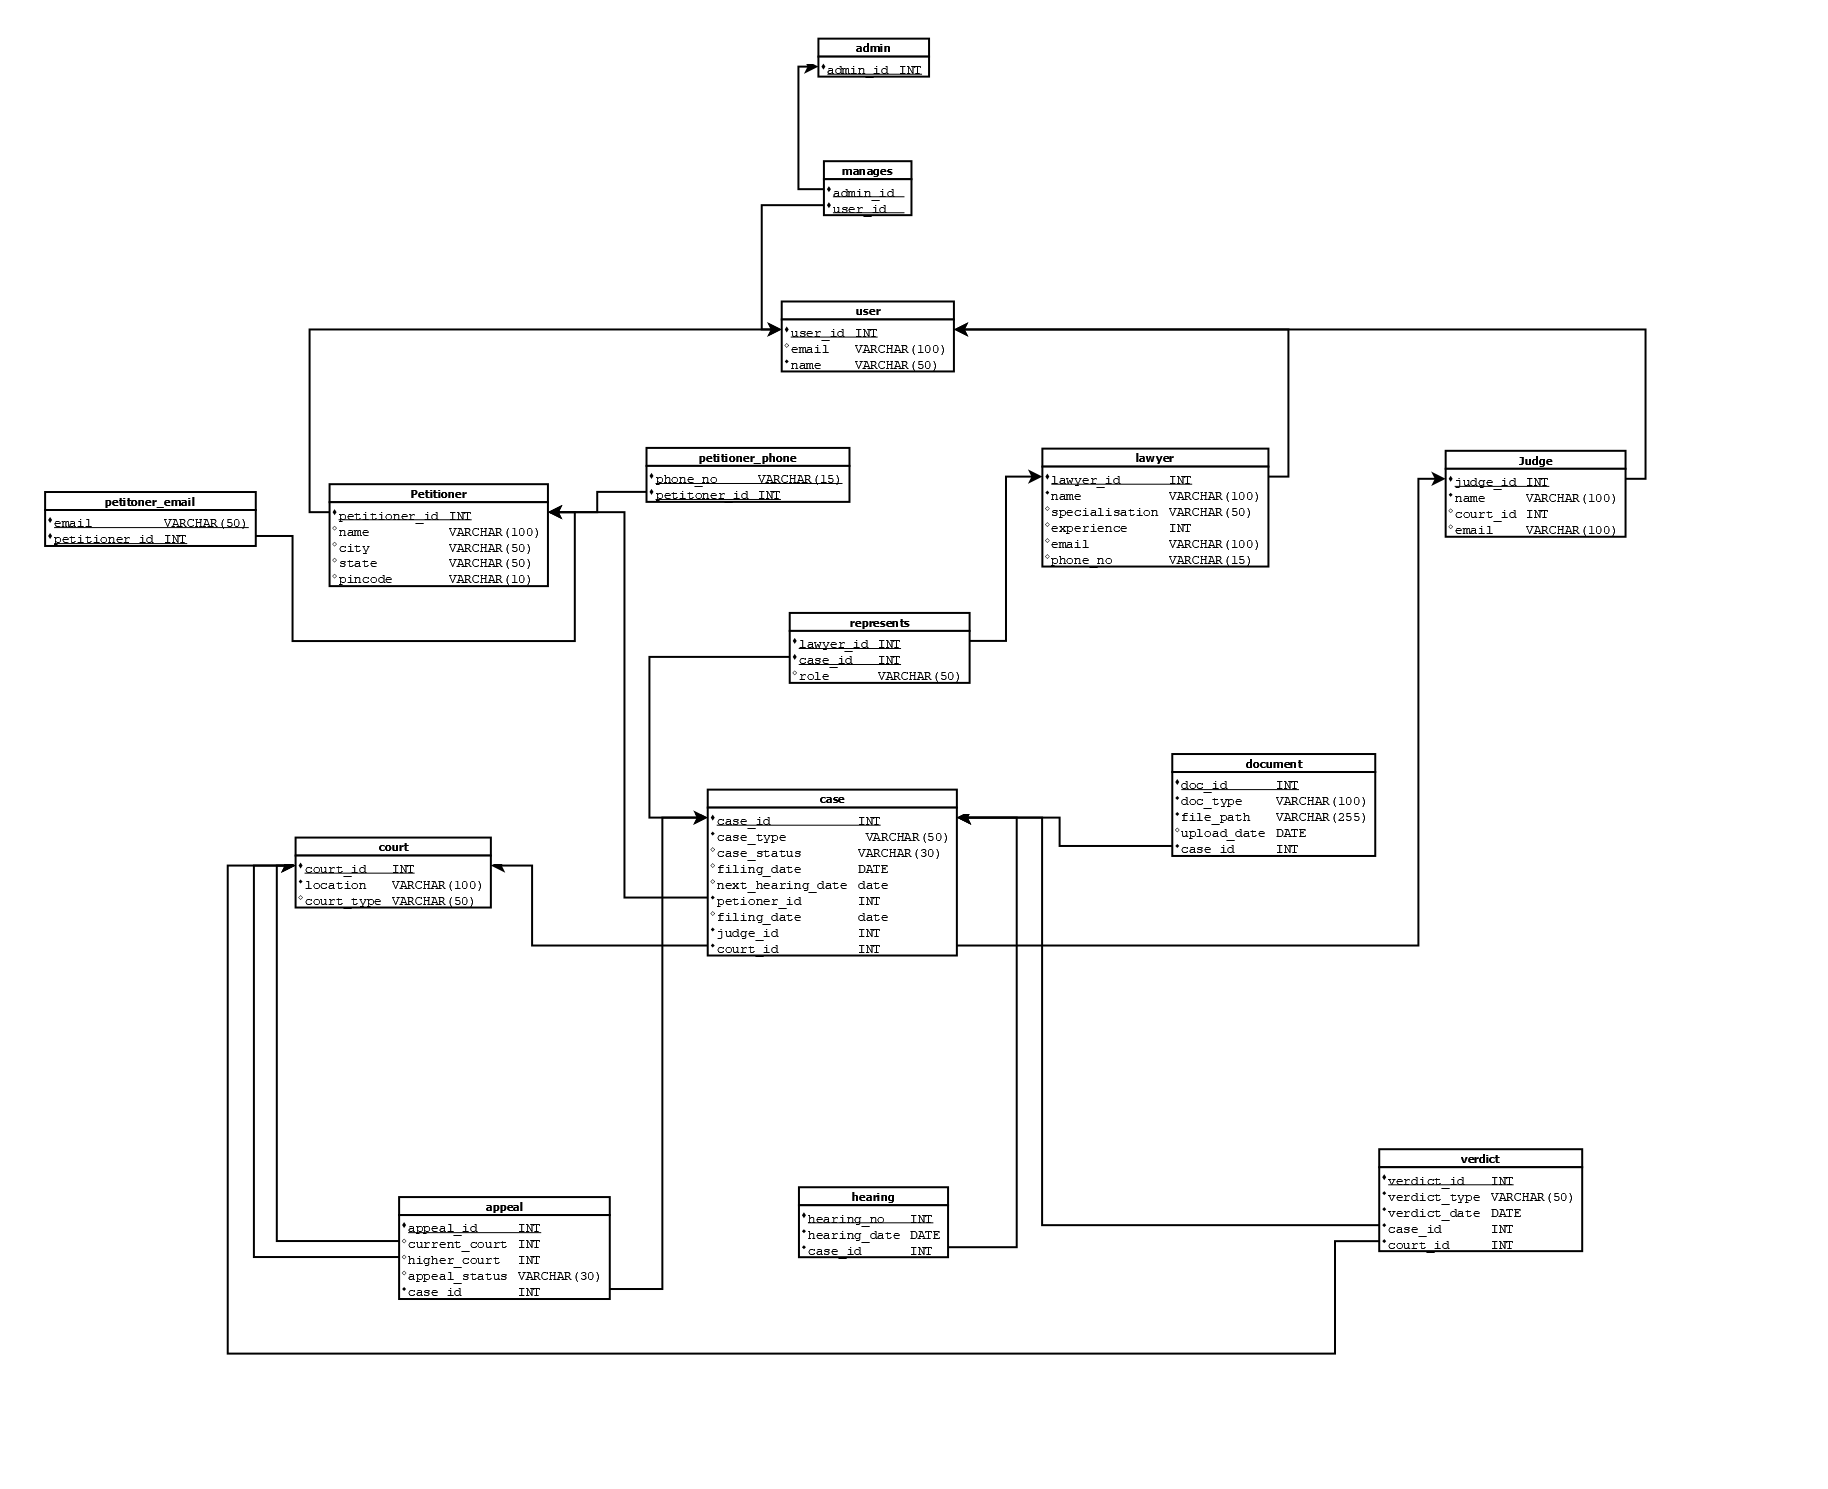 admin
admin_id INT
manages
admin_id
user_id
user
user_id INT
email VARCHAR(100)
name VARCHAR(50)
petitoner_email
email VARCHAR(50)
petitioner_id INT
Petitioner
petitioner_id INT
name VARCHAR(100)
city VARCHAR(50)
state VARCHAR(50)
pincode VARCHAR(10)
petitioner_phone
phone_no VARCHAR(15)
petitoner_id INT
lawyer
lawyer_id INT
name VARCHAR(100)
specialisation VARCHAR(50)
experience INT
email VARCHAR(100)
phone_no VARCHAR(15)
Judge
judge_id INT
name VARCHAR(100)
court_id INT
email VARCHAR(100)
represents
lawyer_id INT
case_id INT
role VARCHAR(50)
document
doc_id INT
doc_type VARCHAR(100)
file_path VARCHAR(255)
upload_date DATE
case_id INT
case
case_id INT
case_type VARCHAR(50)
case_status VARCHAR(30)
filing_date DATE
next_hearing_date date
petioner_id INT
filing_date date
judge_id INT
court_id INT
court
court_id INT
location VARCHAR(100)
court_type VARCHAR(50)
appeal
appeal_id INT
current_court INT
higher_court INT
appeal_status VARCHAR(30)
case_id INT
hearing
hearing_no INT
hearing_date DATE
case_id INT
verdict
verdict_id INT
verdict_type VARCHAR(50)
verdict_date DATE
case_id INT
court_id INT